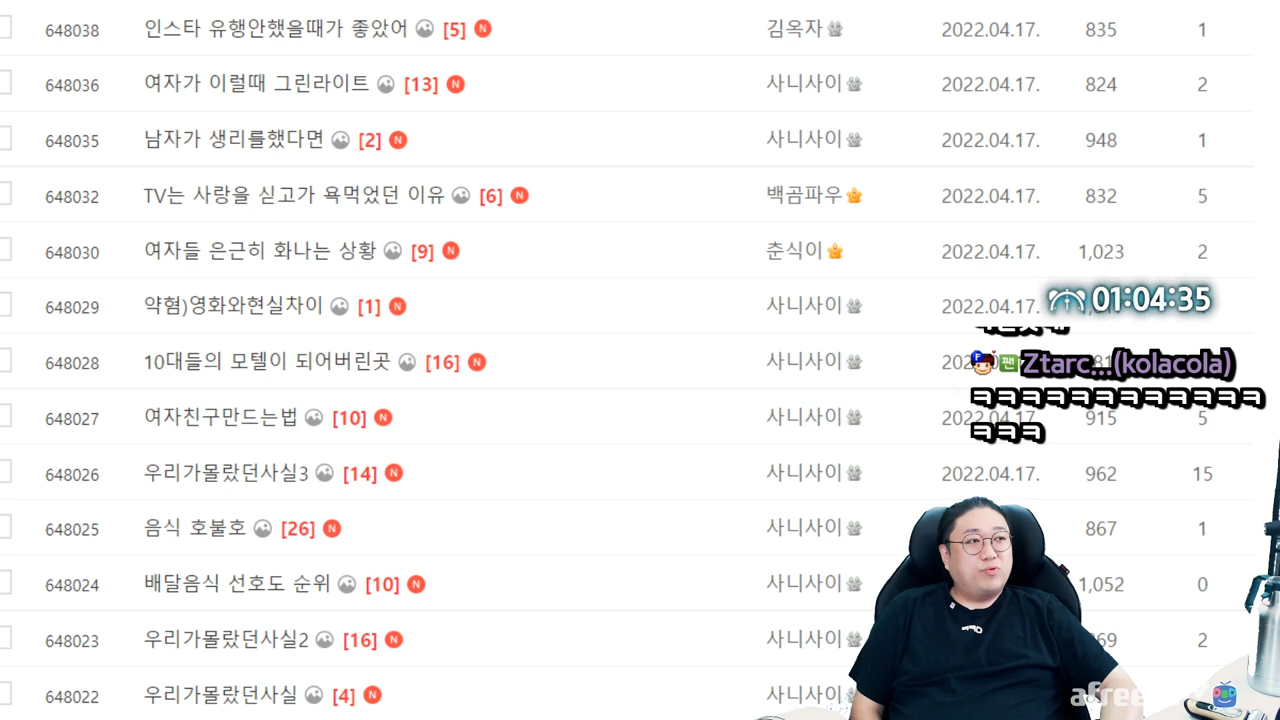 648038 인스타 유행안했을때가 좋았어 [5] N 김옥자 2022.04.17. 835 1
648036 여자가 이럴때 그린라이트 [13] N 사니사이 2022.04.17. 824 2
648035 남자가 생리를했다면 [2] N 사니사이 2022.04.17. 948 1
648032 TV는 사랑을 싣고가 욕먹었던 이유 [6] N 백곰파우 2022.04.17. 832 5
648030 여자들 은근히 화나는 상황 [9] N 춘식이 2022.04.17. 1,023 2
648029 약혐)영화와현실차이 [1] N 사니사이 2022.04.17.
01:04:35
648028 10대들의 모텔이 되어버린곳 [16] N 사니사이
팬 Ztarc...(kolacola)
ㅋㅋㅋㅋㅋㅋㅋㅋㅋㅋㅋㅋ
ㅋㅋㅋ
648027 여자친구만드는법 [10] N 사니사이 2022.04.17 915 5
648026 우리가몰랐던사실3 [14] N 사니사이 2022.04.17. 962 15
648025 음식 호불호 [26] N 사니사이 867 1
648024 배달음식 선호도 순위 [10] N 사니사이 1,052 0
648023 우리가몰랐던사실2 [16] N 사니사이 2
648022 우리가몰랐던사실 [4] N 사니사이